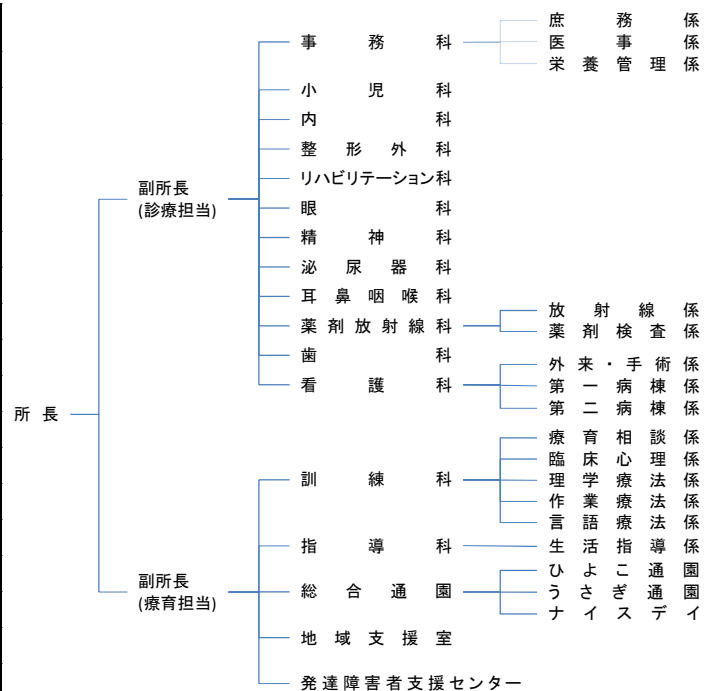 所長
副所長
(診療担当)
事務科
庶務係
医事係
栄養管理係
小児科
内科
整形外科
リハビリテーション科
眼科
精神科
泌尿器科
耳鼻咽喉科
薬剤放射線科
放射線係
薬剤検査係
歯科
看護科
外来・手術係
第一病棟係
第二病棟係
副所長
(療育担当)
訓練科
療育相談係
臨床心理係
理学療法係
作業療法係
言語療法係
指導科
生活指導係
総合通園
ひよこ通園
うさぎ通園
ナイスデイ
地域支援室
発達障害者支援センター